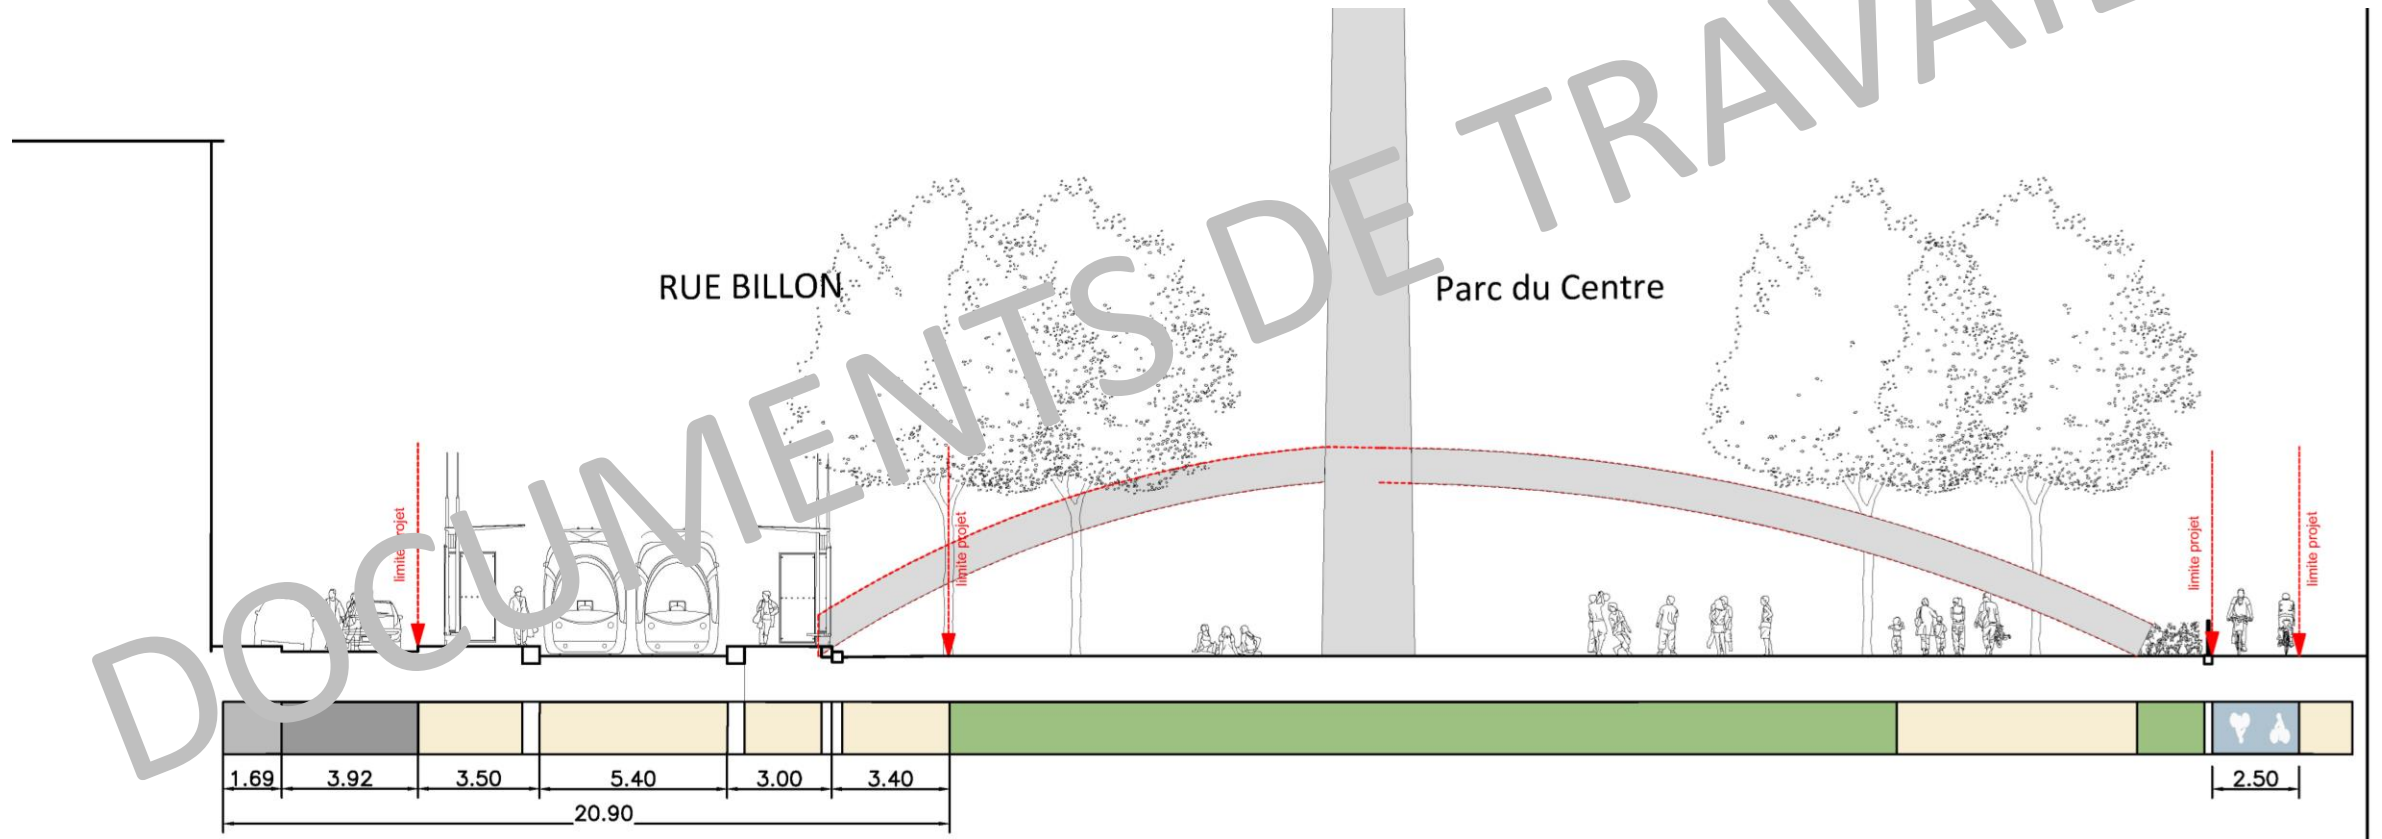 DOCUMENTS DE TRAVAIL
RUE BILLON
Parc du Centre
limite projet
limite projet
limite projet
limite projet
1.69
3.92
3.50
5.40
3.00
3.40
2.50
20.90